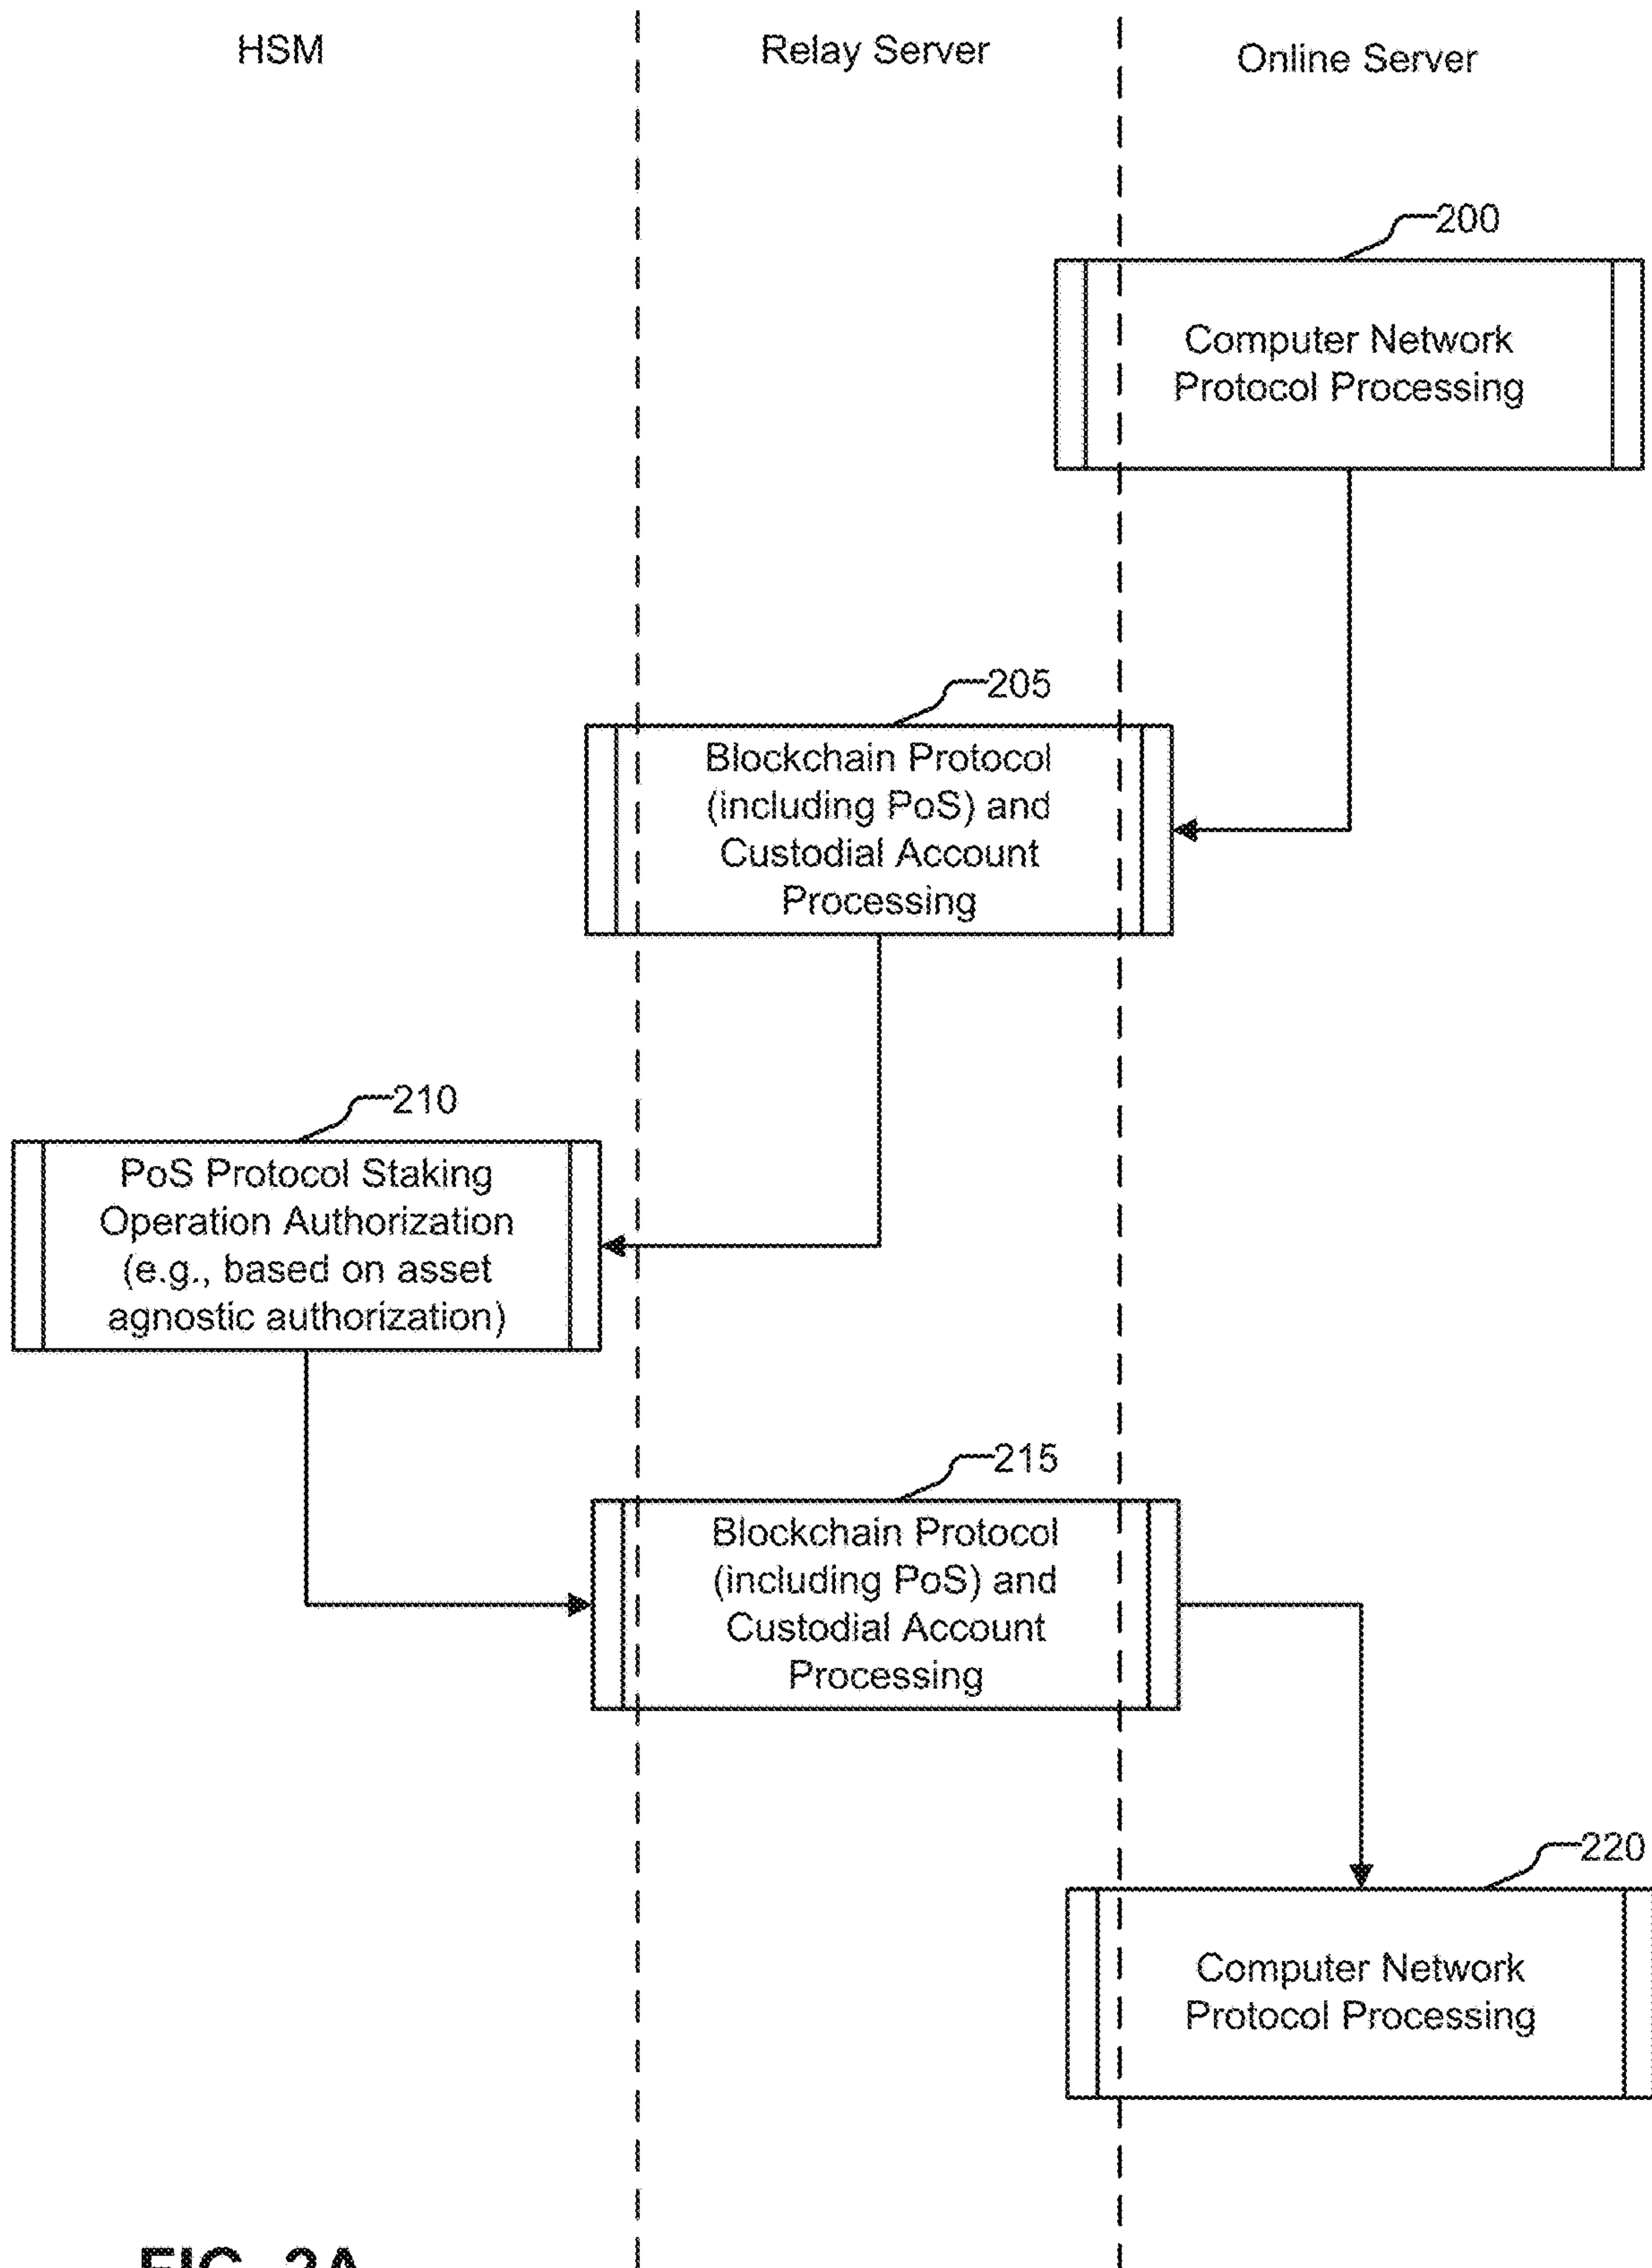 HSM
Relay Server
Online Server
200
Computer Network
Protocol Processing
205
Blockchain Protocol
(including PoS) and
Custodial Account
Processing
210
PoS Protocol Staking
Operation Authorization
(e.g., based on asset
agnostic authorization)
215
Blockchain Protocol
(including PoS) and
Custodial Account
Processing
220
Computer Network
Protocol Processing